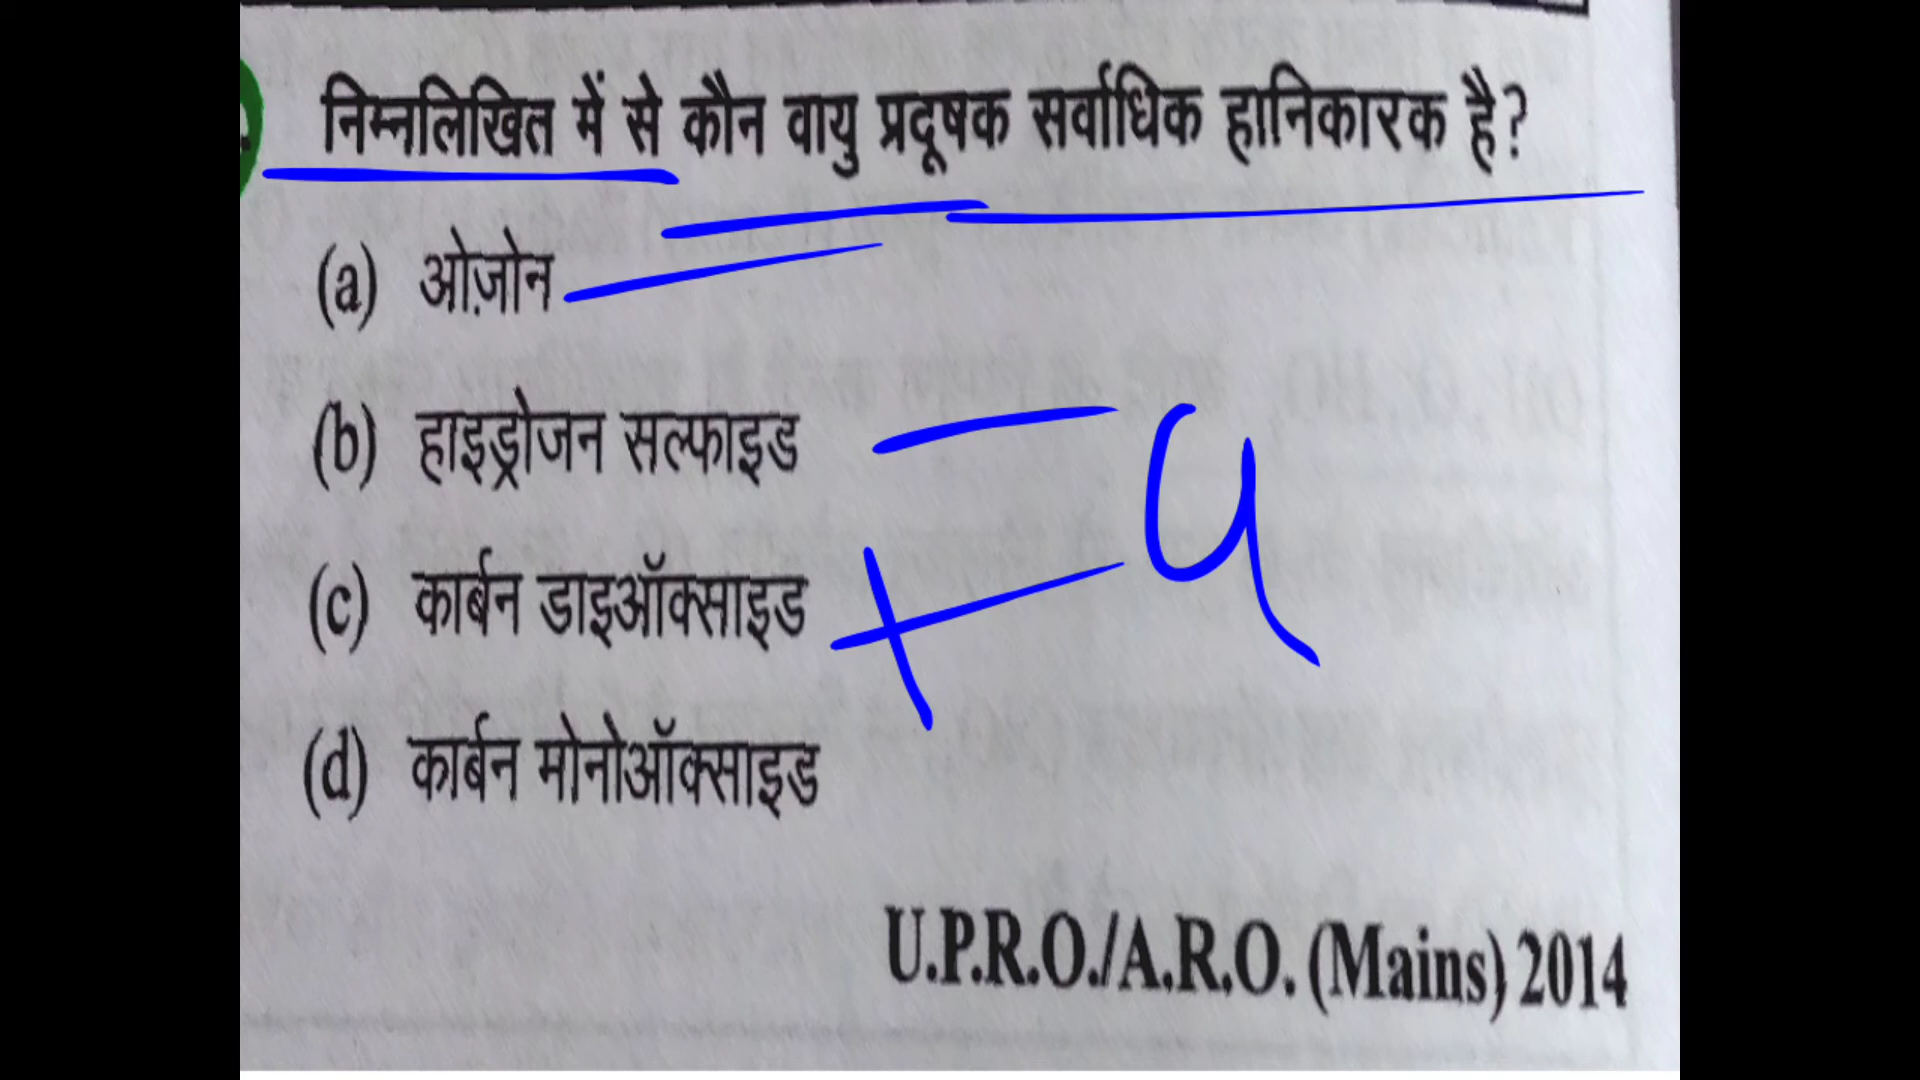 निम्नलिखित में से कौन वायु प्रदूषक सर्वाधिक हानिकारक है?
(a) ओज़ोन
(b) हाइड्रोजन सल्फाइड
(c) कार्बन डाइऑक्साइड
(d) कार्बन मोनोऑक्साइड
U.P.R.O./A.R.O. (Mains) 2014